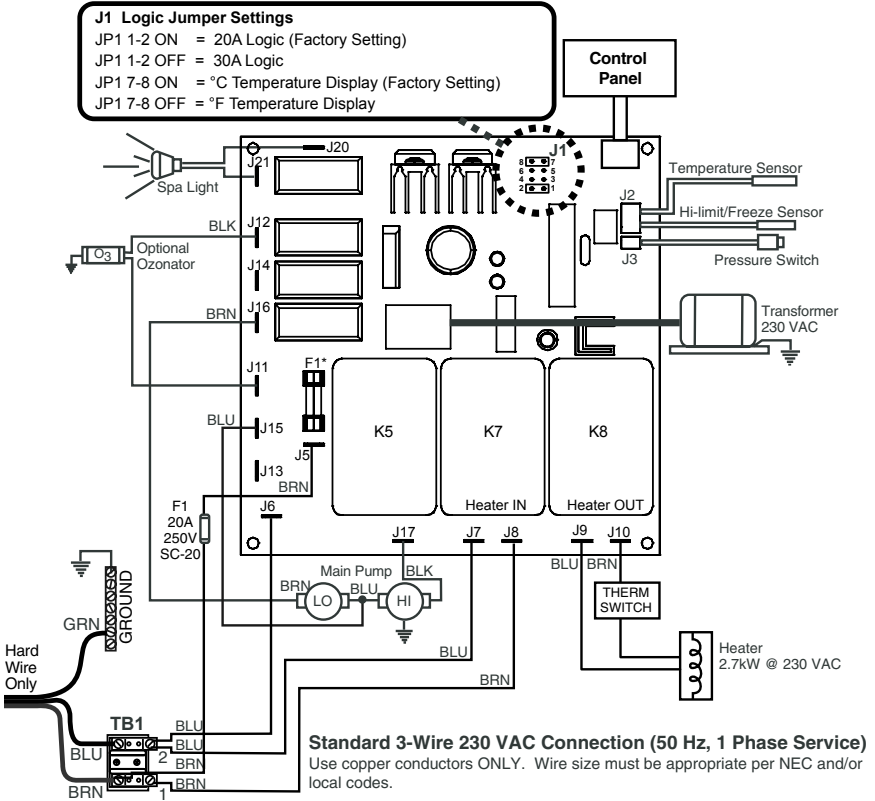 J1 Logic Jumper Settings
JP1 1-2 ON = 20A Logic (Factory Setting)
JP1 1-2 OFF = 30A Logic
JP1 7-8 ON = °C Temperature Display (Factory Setting)
JP1 7-8 OFF = °F Temperature Display
Control
Panel
J20
J21
Spa Light
J1
8 7
6 5
4 3
2 1
Temperature Sensor
J2
Hi-limit/Freeze Sensor
J3
Pressure Switch
BLK
J12
O3
Optional
Ozonator
J14
BRN
J16
Transformer
230 VAC
J11
F1*
BLU
J15
K5
K7
K8
J5
J13
BRN
Heater IN
Heater OUT
F1
20A
250V
SC-20
J6
J17
J7
J8
J9
J10
BLU
BRN
Main Pump
BLK
BRN
LO
BLU
HI
THERM
SWITCH
GROUND
GRN
Hard
Wire
Only
BLU
Heater
2.7kW @ 230 VAC
BRN
TB1
BLU
BLU
BLU
2
BRN
BRN
BRN
1
Standard 3-Wire 230 VAC Connection (50 Hz, 1 Phase Service)
Use copper conductors ONLY. Wire size must be appropriate per NEC and/or
local codes.